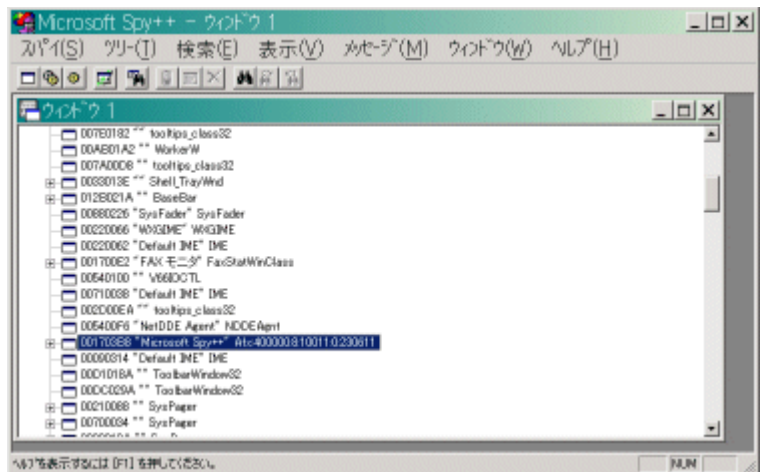 Microsoft Spy++ - ウィンドウ 1
スパイ(S) ツリー(T) 検索(E) 表示(V) メッセージ(M) ウィンドウ(W) ヘルプ(H)
ウィンドウ 1
007E0182 "" tooltips_class32
00AB01A2 "" WorkerW
007A00D8 "" tooltips_class32
0033013E "" Shell_TrayWnd
012B021A "" BaseBar
00880226 "SysFader" SysFader
00220066 "WXGIME" WXGIME
00220062 "Default IME" IME
001700E2 "FAX モニタ" FaxStatWinClass
00540100 "" V66IDCTL
00710038 "Default IME" IME
002D00EA "" tooltips_class32
005400F6 "NetDDE Agent" NDDEAgnt
001703B8 "Microsoft Spy++" Afx:400000:8:10011:0:230611
00090314 "Default IME" IME
00D101BA "" ToolbarWindow32
00DC029A "" ToolbarWindow32
00210088 "" SysPager
00700034 "" SysPager
ヘルプを表示するには [F1] を押してください。
NUM